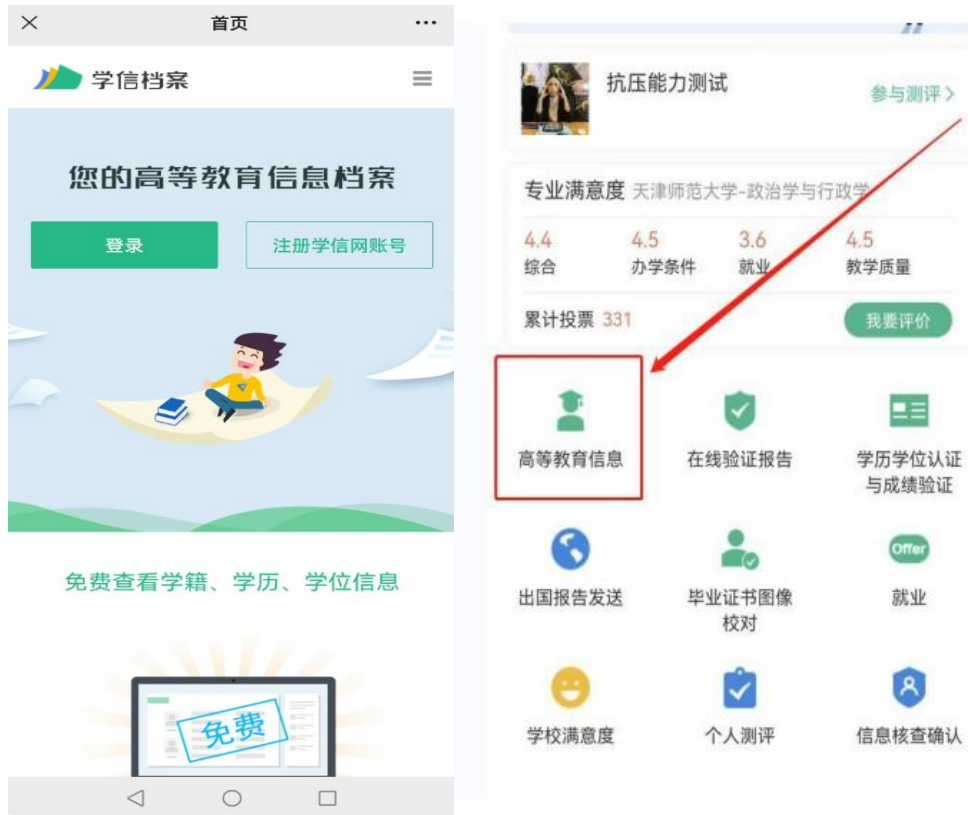 首页
学信档案
您的高等教育信息档案
登录
注册学信网账号
免费查看学籍、学历、学位信息
免费
抗压能力测试
参与测评
专业满意度 天津师范大学-政治学与行政学
4.4 4.5 3.6 4.5
综合 办学条件 就业 教学质量
累计投票 331
我要评价
高等教育信息 在线验证报告 学历学位认证
与成绩验证
Offer
出国报告发送 毕业证书图像 就业
校对
学校满意度 个人测评 信息核查确认